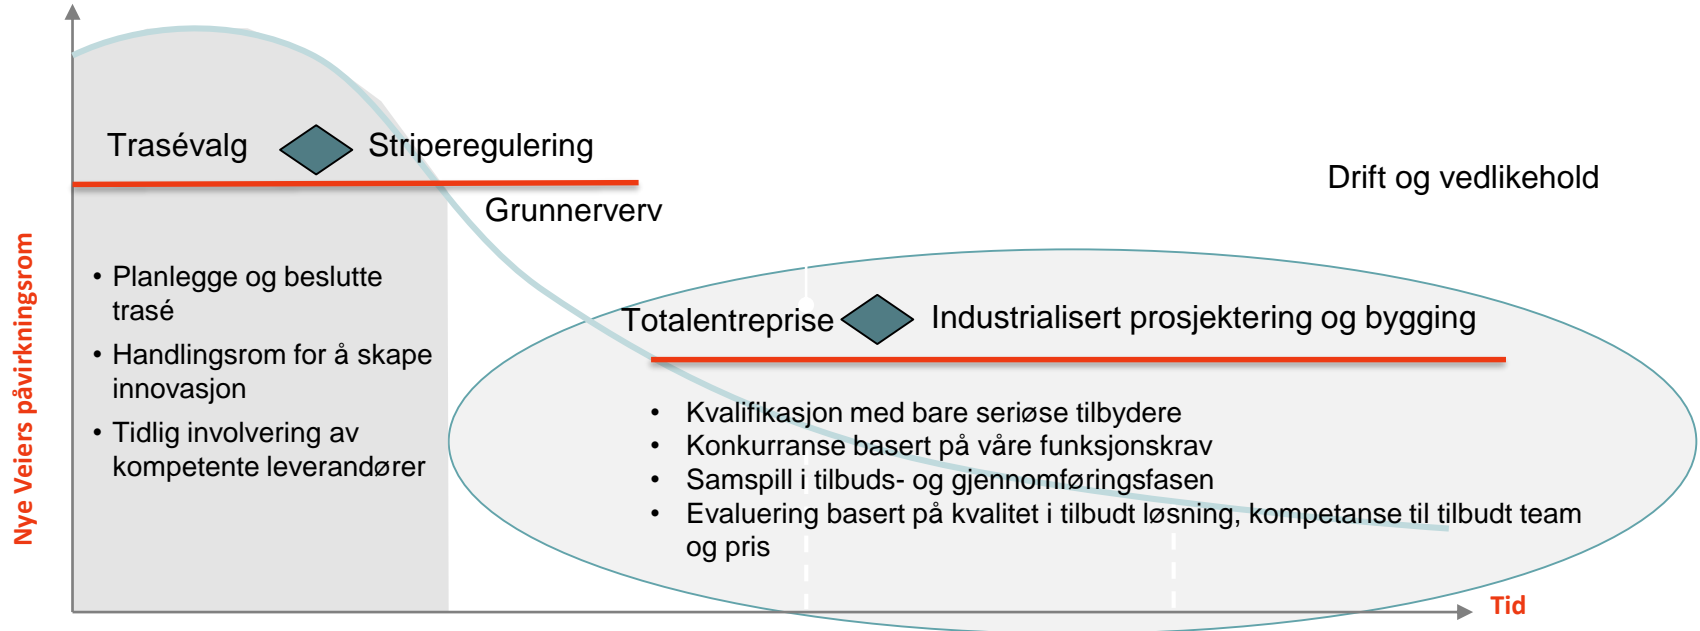 Trasévalg
Striperegulering
Drift og vedlikehold
Grunnerverv
Nye Veiers påvirkningsrom
• Planlegge og beslutte
trasé
• Handlingsrom for å skape
innovasjon
• Tidlig involvering av
kompetente leverandører
Totalentreprise
Industrialisert prosjektering og bygging
• Kvalifikasjon med bare seriøse tilbydere
• Konkurranse basert på våre funksjonskrav
• Samspill i tilbuds- og gjennomføringsfasen
• Evaluering basert på kvalitet i tilbudt løsning, kompetanse til tilbudt team
og pris
Tid